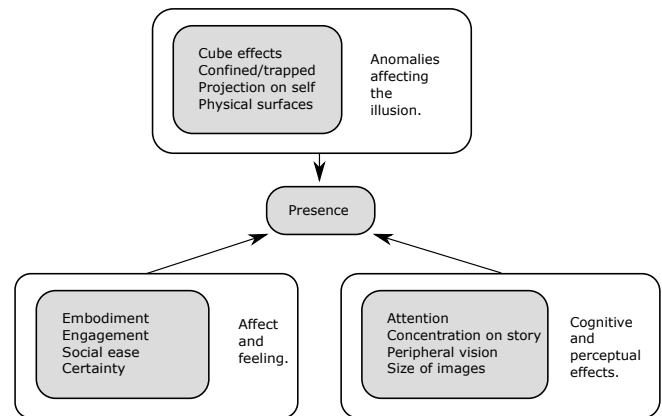 Cube effects
Confined/trapped
Projection on self
Physical surfaces
Anomalies
affecting
the
illusion.
Presence
Embodiment
Engagement
Social ease
Certainty
Affect
and
feeling.
Attention
Concentration on story
Peripheral vision
Size of images
Cognitive
and
perceptual
effects.